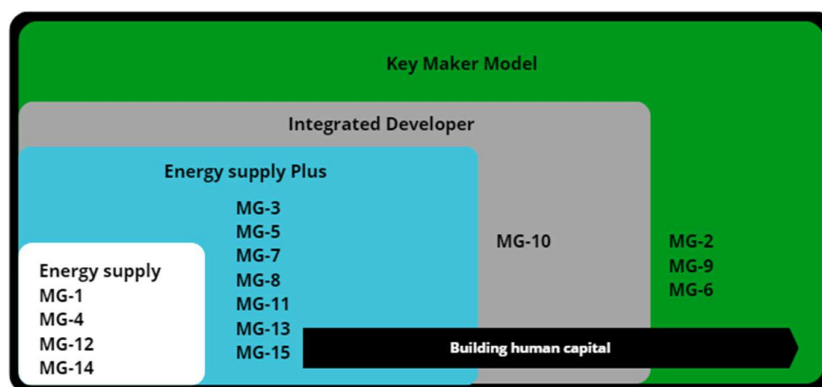 Key Maker Model
Integrated Developer
Energy supply Plus
MG-3
MG-5
MG-7
MG-8
MG-11
MG-13
MG-15
Energy supply
MG-1
MG-4
MG-12
MG-14
MG-10
MG-2
MG-9
MG-6
Building human capital